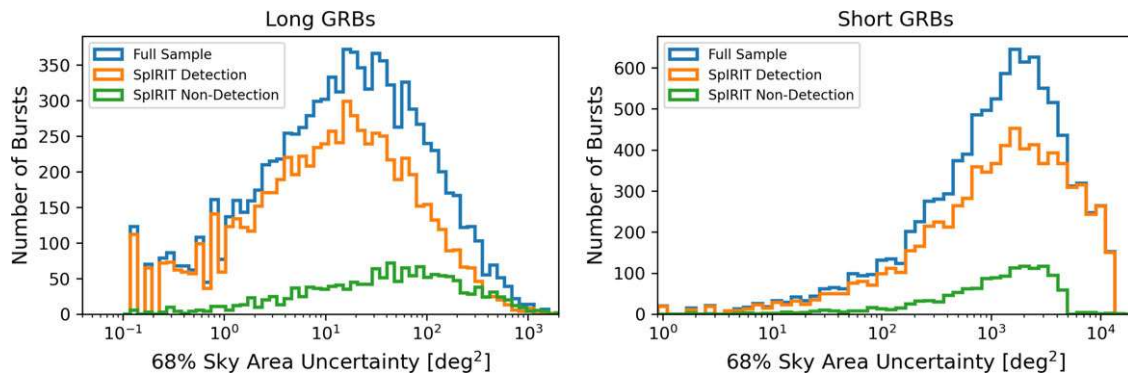 Long GRBs
Full Sample
SpIRIT Detection
SpIRIT Non-Detection
Number of Bursts
350
300
250
200
150
100
50
0
10⁻¹
10⁰
10¹
10²
10³
68% Sky Area Uncertainty [deg²]
Short GRBs
Full Sample
SpIRIT Detection
SpIRIT Non-Detection
Number of Bursts
600
500
400
300
200
100
0
10⁰
10¹
10²
10³
10⁴
68% Sky Area Uncertainty [deg²]